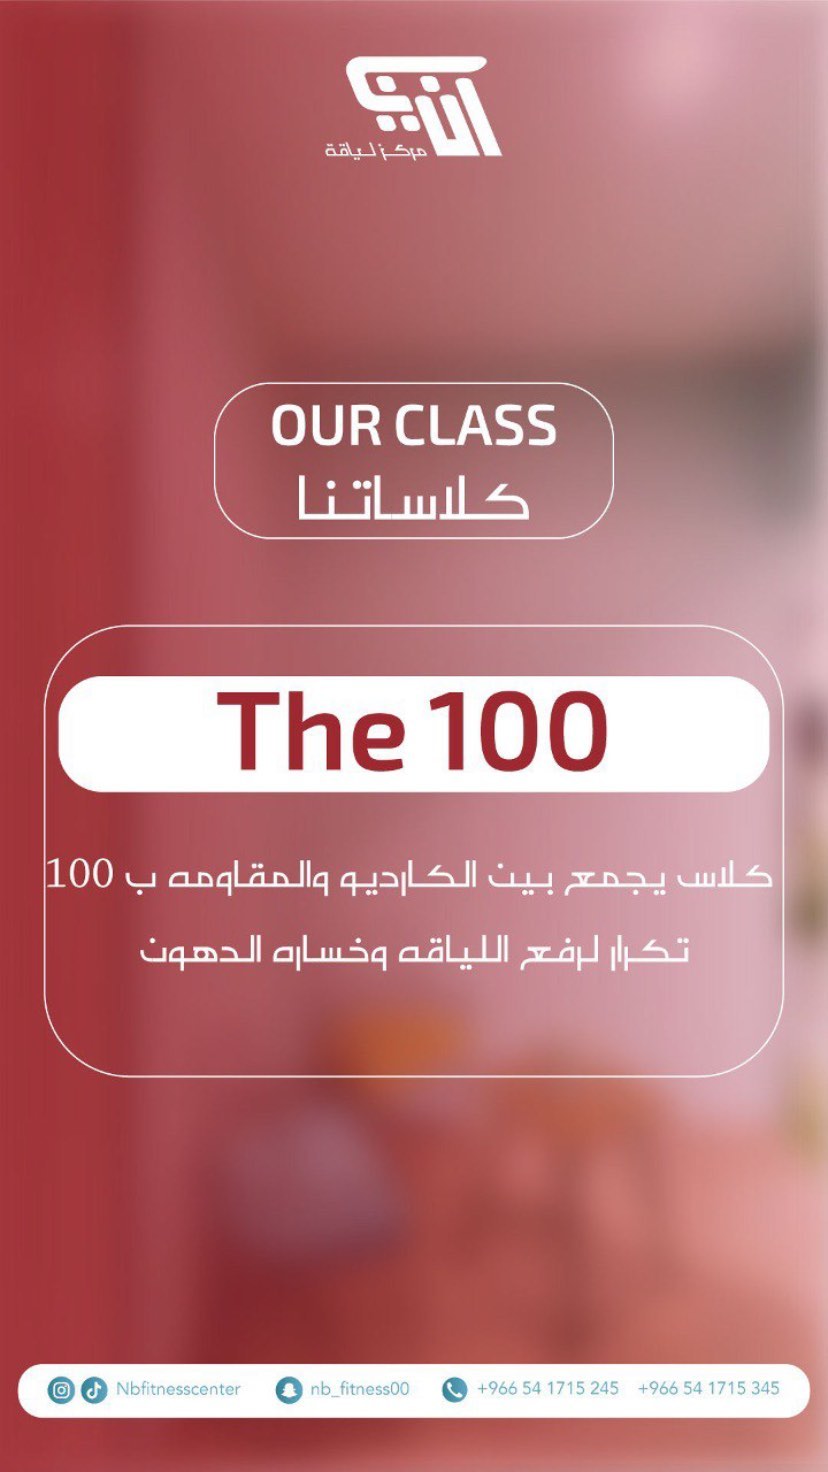 مركز لياقة
OUR CLASS
كلاساتنا
The 100
كلاس يجمع بين الكارديو والمقاومه ب 100
تكرار لرفع اللياقه وخساره الدهون
Nbfitnesscenter nb_fitness00 +966 54 1715 245 +966 54 1715 345